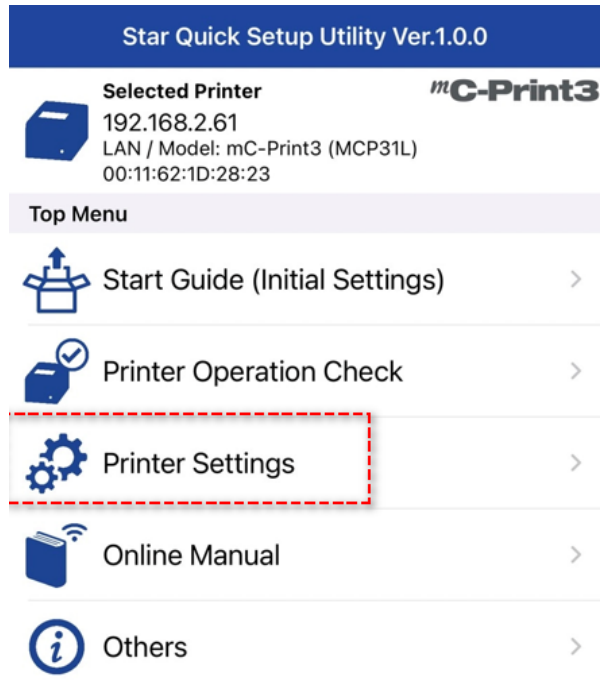 Star Quick Setup Utility Ver.1.0.0
Selected Printer
mC-Print3
192.168.2.61
LAN / Model: mC-Print3 (MCP31L)
00:11:62:1D:28:23
Top Menu
Start Guide (Initial Settings)
Printer Operation Check
Printer Settings
Online Manual
Others